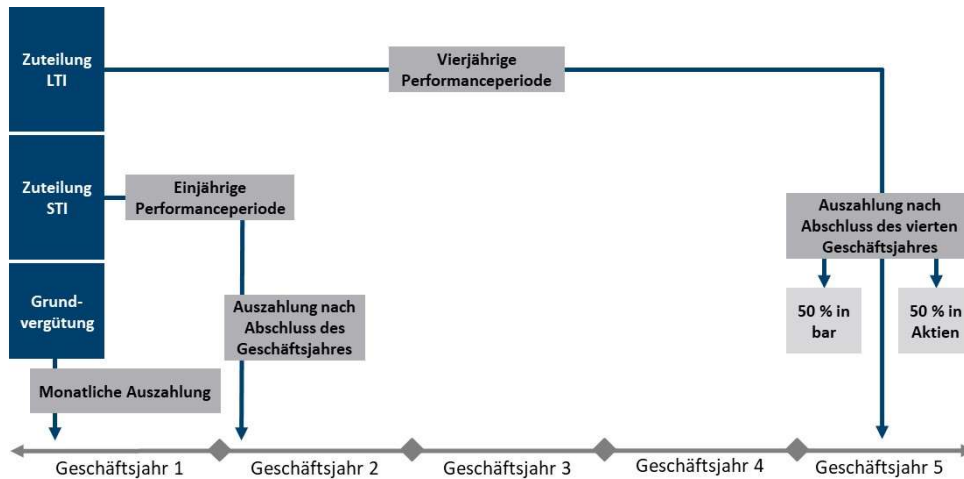 Zuteilung
LTI
Vierjährige
Performanceperiode
Zuteilung
STI
Einjährige
Performanceperiode
Auszahlung nach
Abschluss des vierten
Geschäftsjahres
50 % in
bar
50 % in
Aktien
Grund-
vergütung
Auszahlung nach
Abschluss des
Geschäftsjahres
Monatliche Auszahlung
Geschäftsjahr 1
Geschäftsjahr 2
Geschäftsjahr 3
Geschäftsjahr 4
Geschäftsjahr 5